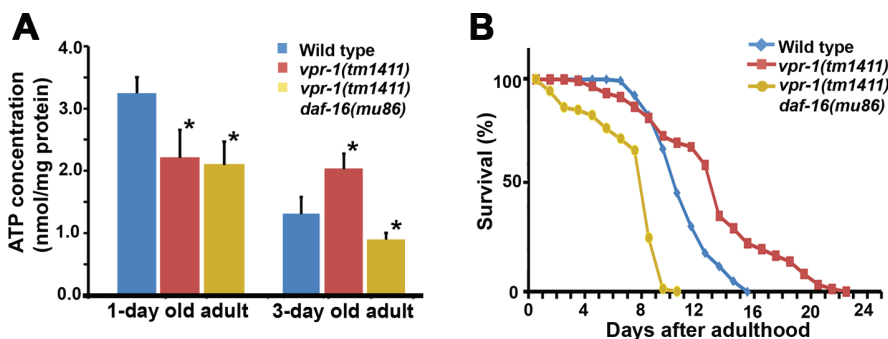 A
ATP concentration
(nmol/mg protein)
4.0
3.0
2.0
1.0
0.0
Wild type
vpr-1(tm1411)
vpr-1(tm1411)
daf-16(mu86)
* *
*
*
1-day old adult 3-day old adult
B
Survival (%)
100
50
0
Wild type
vpr-1(tm1411)
vpr-1(tm1411)
daf-16(mu86)
0 4 8 12 16 20 24
Days after adulthood